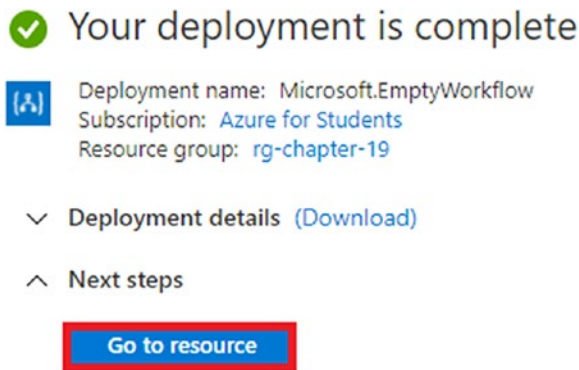 Your deployment is complete
Deployment name: Microsoft.EmptyWorkflow
Subscription: Azure for Students
Resource group: rg-chapter-19
Deployment details (Download)
Next steps
Go to resource